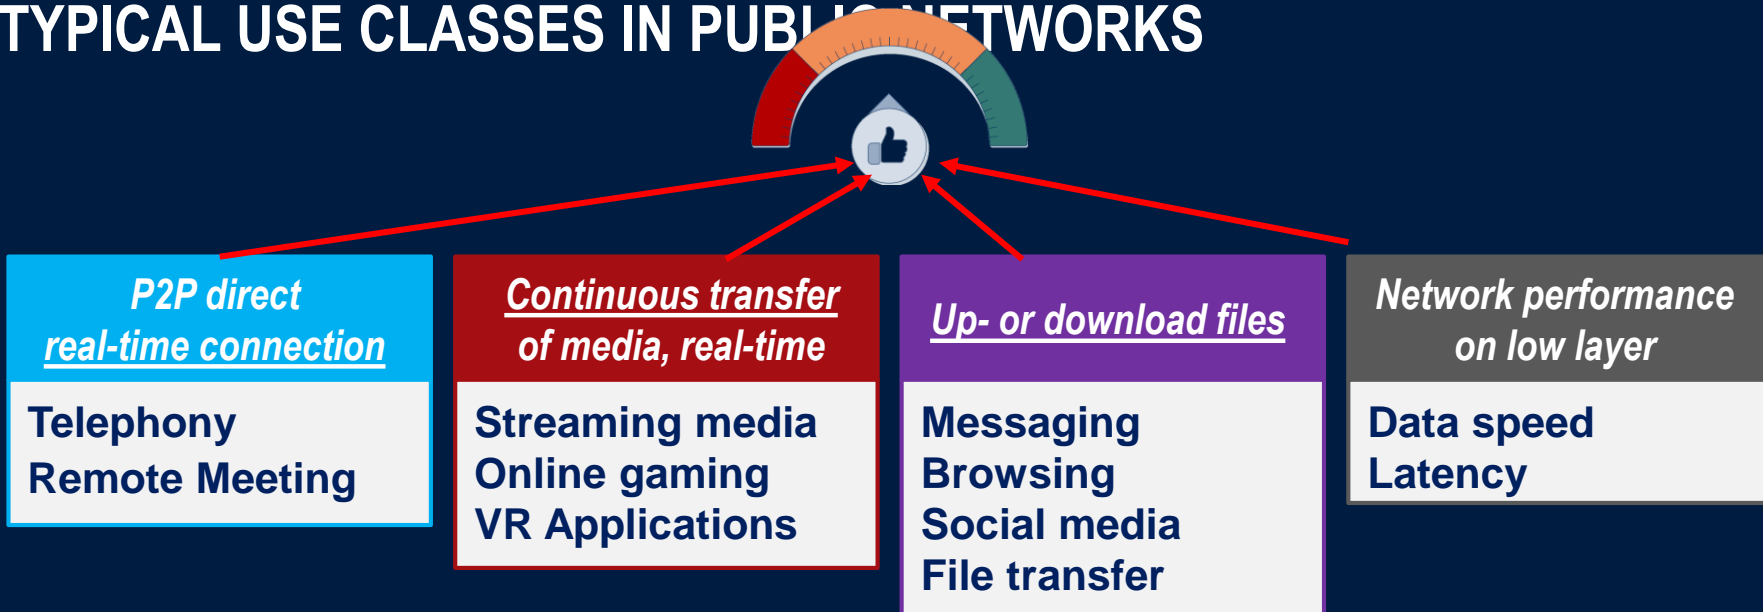 TYPICAL USE CLASSES IN PUBLIC NETWORKS
P2P direct
real-time connection
Telephony
Remote Meeting
Continuous transfer
of media, real-time
Streaming media
Online gaming
VR Applications
Up- or download files
Messaging
Browsing
Social media
File transfer
Network performance
on low layer
Data speed
Latency